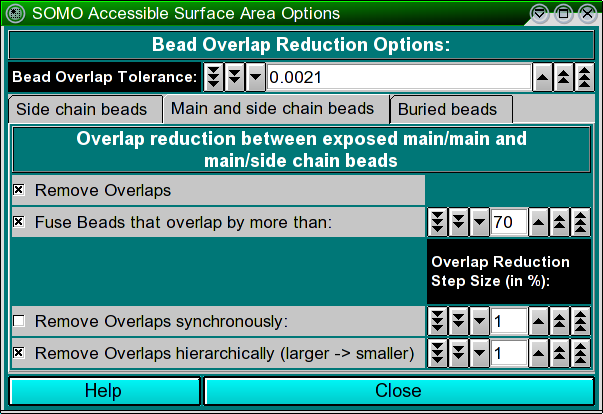 SOMO Accessible Surface Area Options
Bead Overlap Reduction Options:
Bead Overlap Tolerance: 0.0021
Side chain beads Main and side chain beads Buried beads
Overlap reduction between exposed main/main and
main/side chain beads
Remove Overlaps
Fuse Beads that overlap by more than: 70
Overlap Reduction
Step Size (in %):
Remove Overlaps synchronously: 1
Remove Overlaps hierarchically (larger -> smaller) 1
Help Close